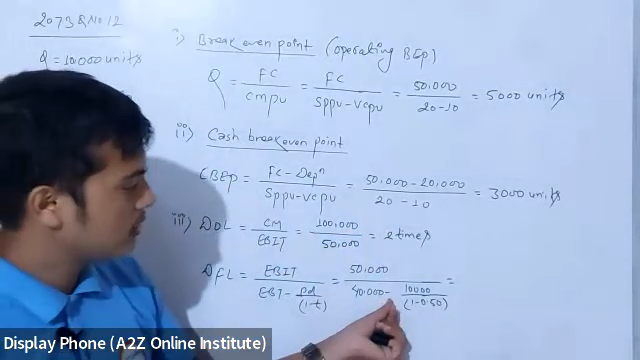 2073 Q No. 12
Q = 10000 units
i) Break even point (operating BEP)
Q = FC / cmpu = FC / sppu-vcpu = 50,000 / 20-10 = 5000 units
ii) Cash breakeven point
CBEP = FC - Depⁿ / sppu-vcpu = 50,000-20,000 / 20-10 = 3000 units
iii) DOL = CM / EBIT = 100,000 / 50,000 = 2 times
DFL = EBIT / EBT - Pd / (1-t) = 50,000 / 40,000- 10000 / (1-0.50) =
Display Phone (A2Z Online Institute)